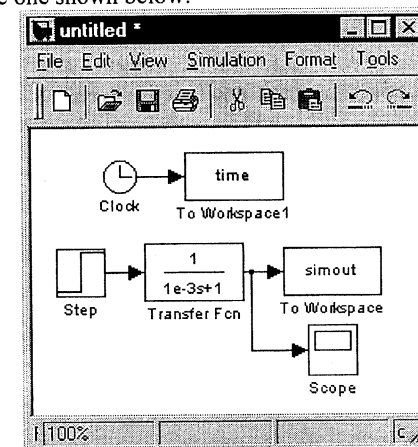 e one shown below:
untitled *
File Edit View Simulation Format Tools
time
Clock
To Workspace1
1
1e-3s+1
simout
Step
Transfer Fcn
To Workspace
Scope
100%